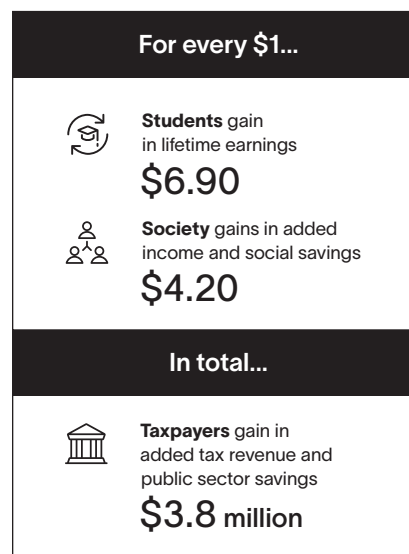 For every $1...
Students gain
in lifetime earnings
$6.90
Society gains in added
income and social savings
$4.20
In total...
Taxpayers gain in
added tax revenue and
public sector savings
$3.8 million